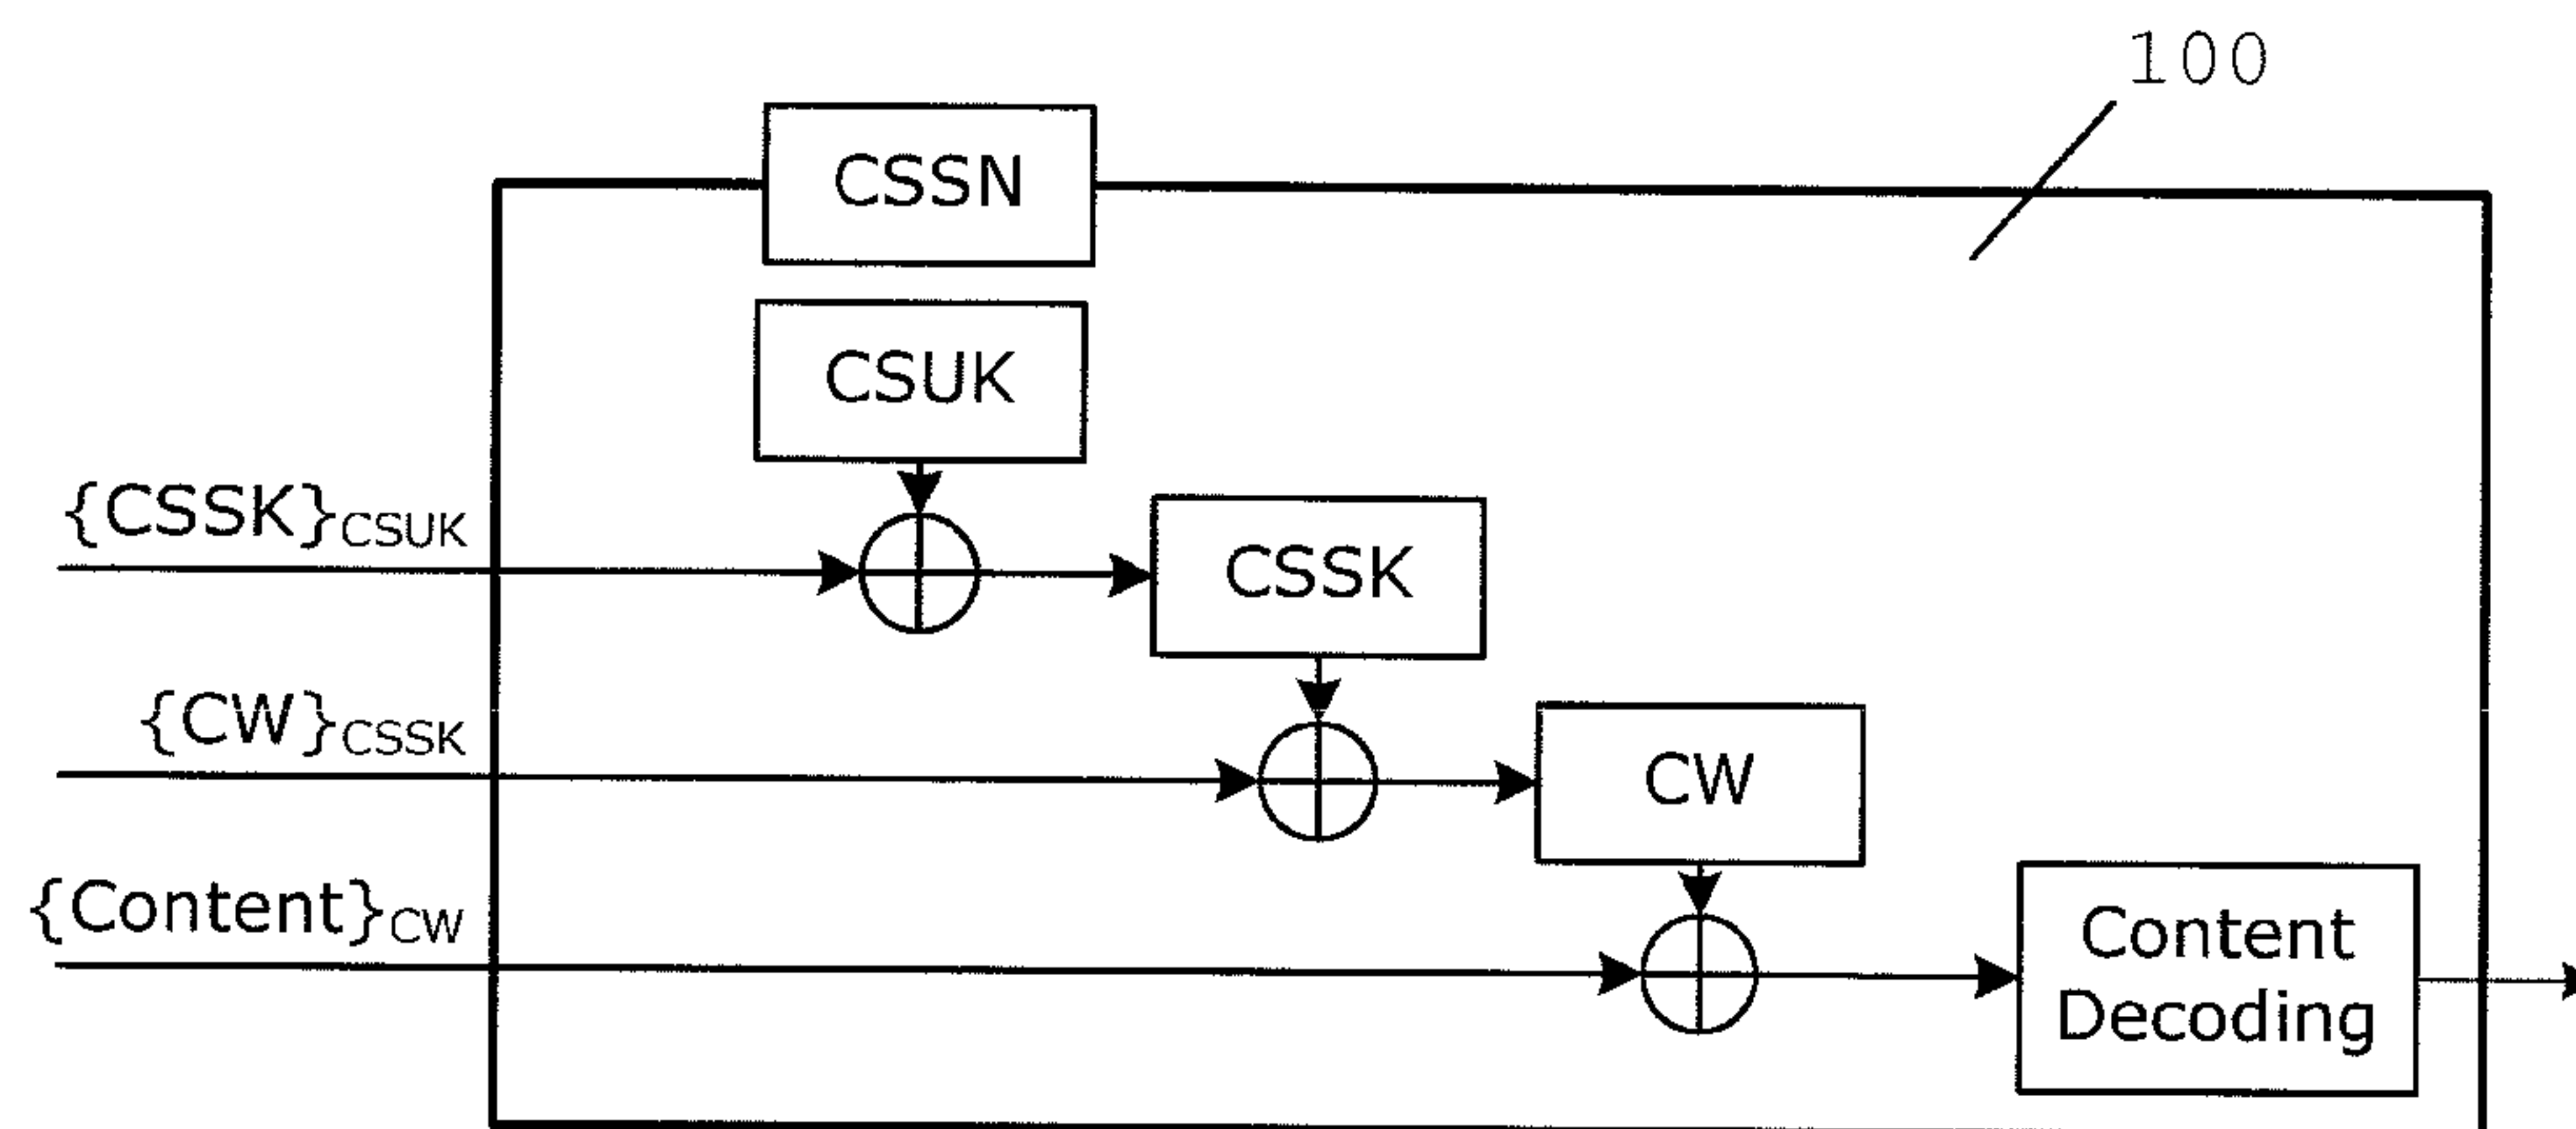 100
CSSN
CSUK
{CSSK}CSUK
CSSK
{CW}CSSK
CW
{Content}CW
Content
Decoding